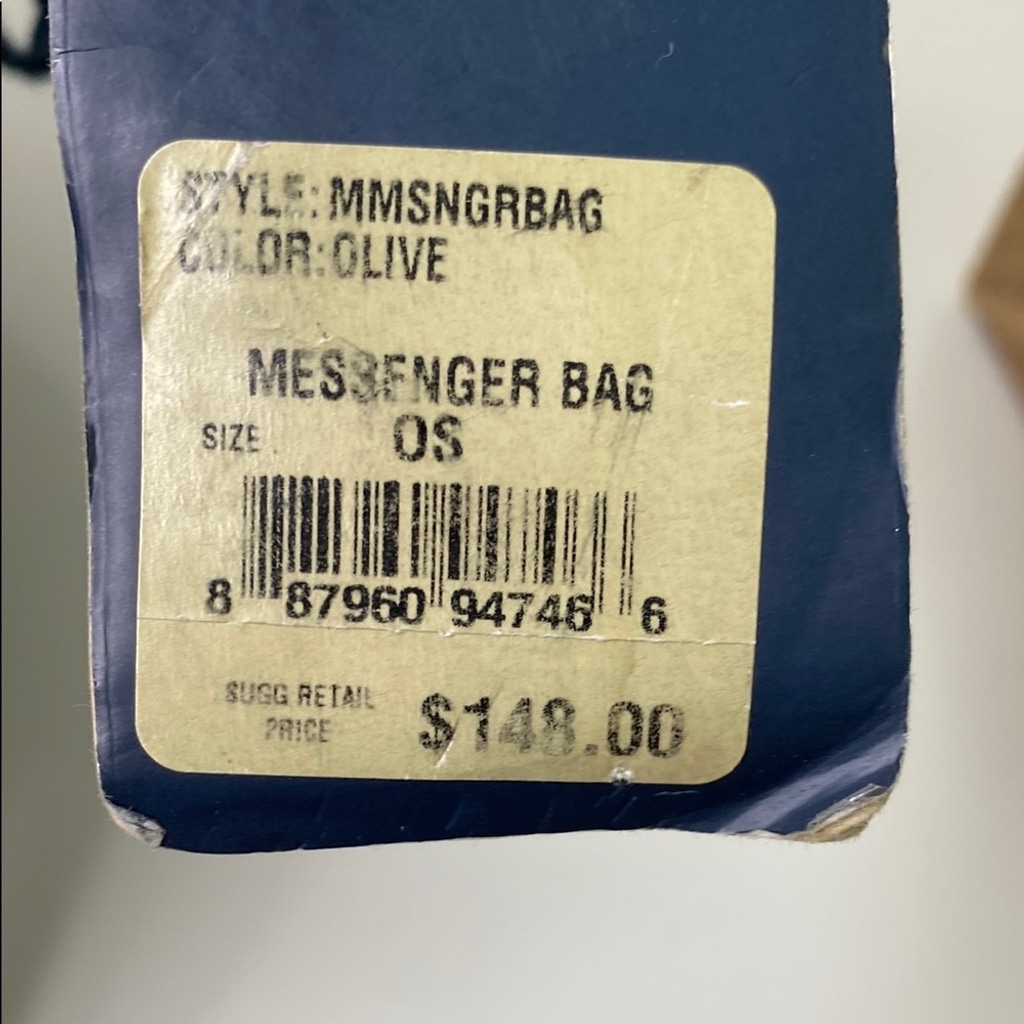 STYLE: MMSNGRBAG
COLOR: OLIVE
MESSENGER BAG
SIZE OS
8 87960 94746 6
SUGG RETAIL
PRICE $148.00